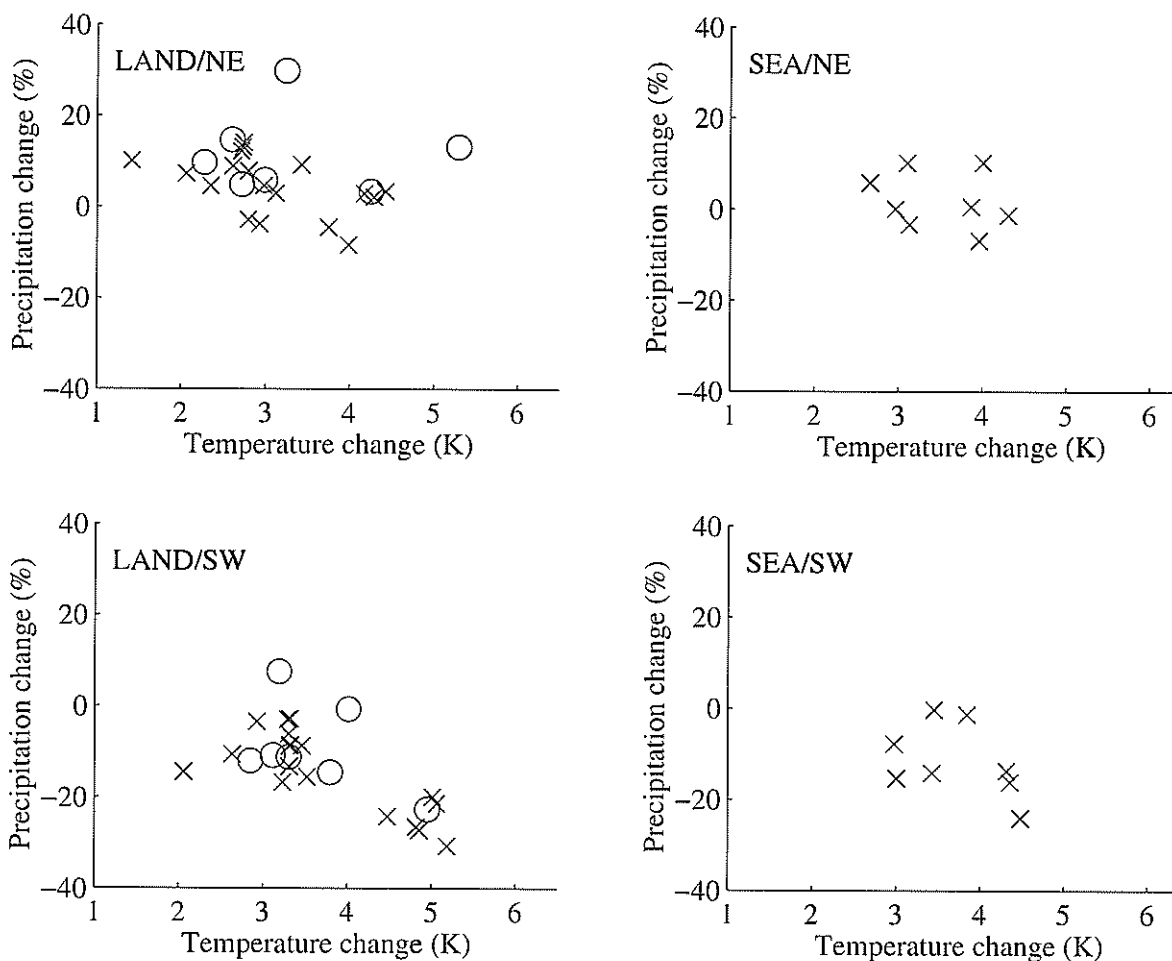 LAND/NE
Precipitation change (%)
40
20
0
−20
−40
1 2 3 4 5 6
Temperature change (K)
SEA/NE
Precipitation change (%)
40
20
0
−20
−40
1 2 3 4 5 6
Temperature change (K)
LAND/SW
Precipitation change (%)
40
20
0
−20
−40
1 2 3 4 5 6
Temperature change (K)
SEA/SW
Precipitation change (%)
40
20
0
−20
−40
1 2 3 4 5 6
Temperature change (K)